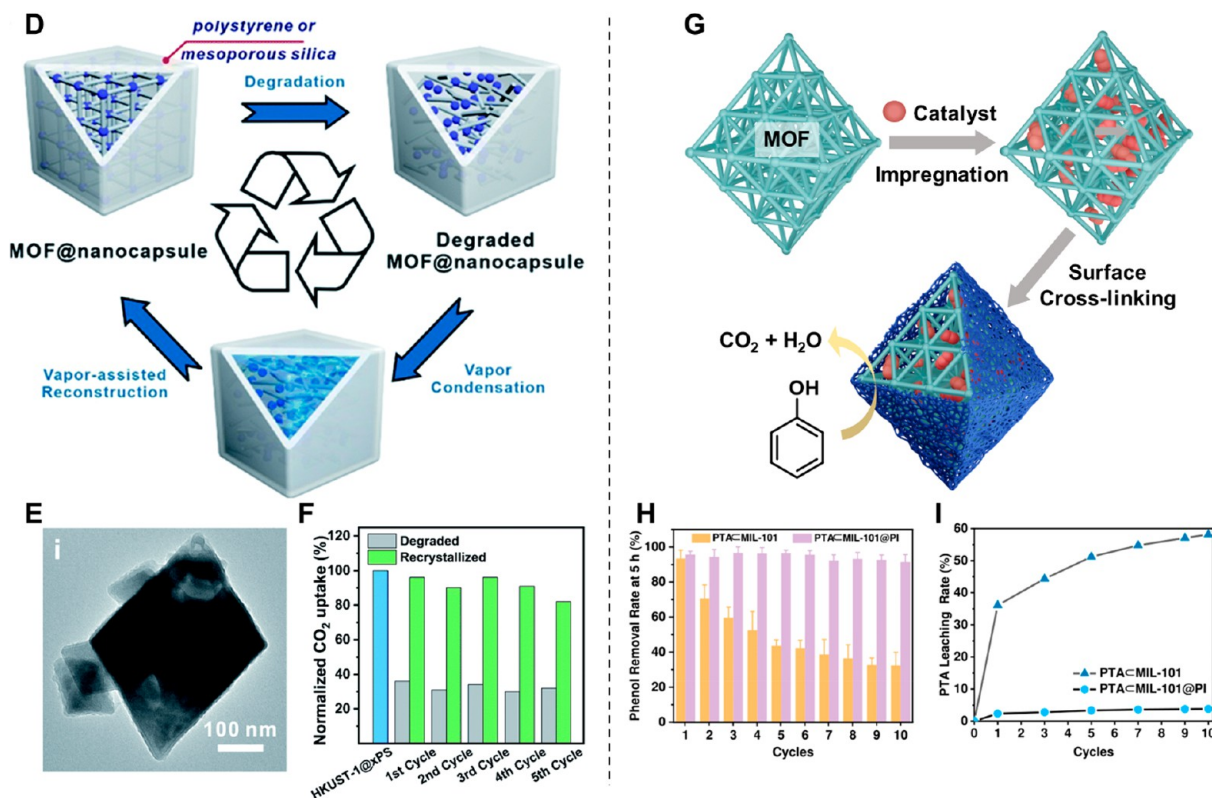 D
polystyrene or
mesoporous silica
Degradation
MOF@nanocapsule
Degraded
MOF@nanocapsule
Vapor-assisted
Reconstruction
Vapor
Condensation
E
i
100 nm
F
Normalized CO₂ uptake (%)
120
100
80
60
40
20
Degraded
Recrystallized
HKUST-1@xPS
1st Cycle
2nd Cycle
3rd Cycle
4th Cycle
5th Cycle
G
MOF
Catalyst
Impregnation
Surface
Cross-linking
CO₂ + H₂O
OH
H
Phenol Removal Rate at 5 h (%)
100
80
60
40
20
0
PTA⊂MIL-101
PTA⊂MIL-101@PI
1 2 3 4 5 6 7 8 9 10
Cycles
I
PTA Leaching Rate (%)
60
50
40
30
20
10
0
PTA⊂MIL-101
PTA⊂MIL-101@PI
0 1 2 3 4 5 6 7 8 9 10
Cycles